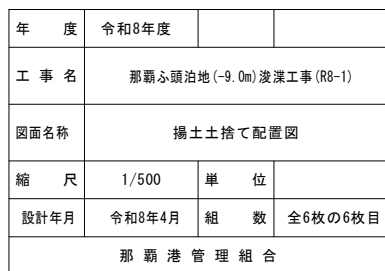 年 度 令和8年度
工 事 名 那覇ふ頭泊地(-9.0m)浚渫工事(R8-1)
図面名称 揚土土捨て配置図
縮 尺 1/500 単 位
設計年月 令和8年4月 組 数 全6枚の6枚目
那 覇 港 管 理 組 合